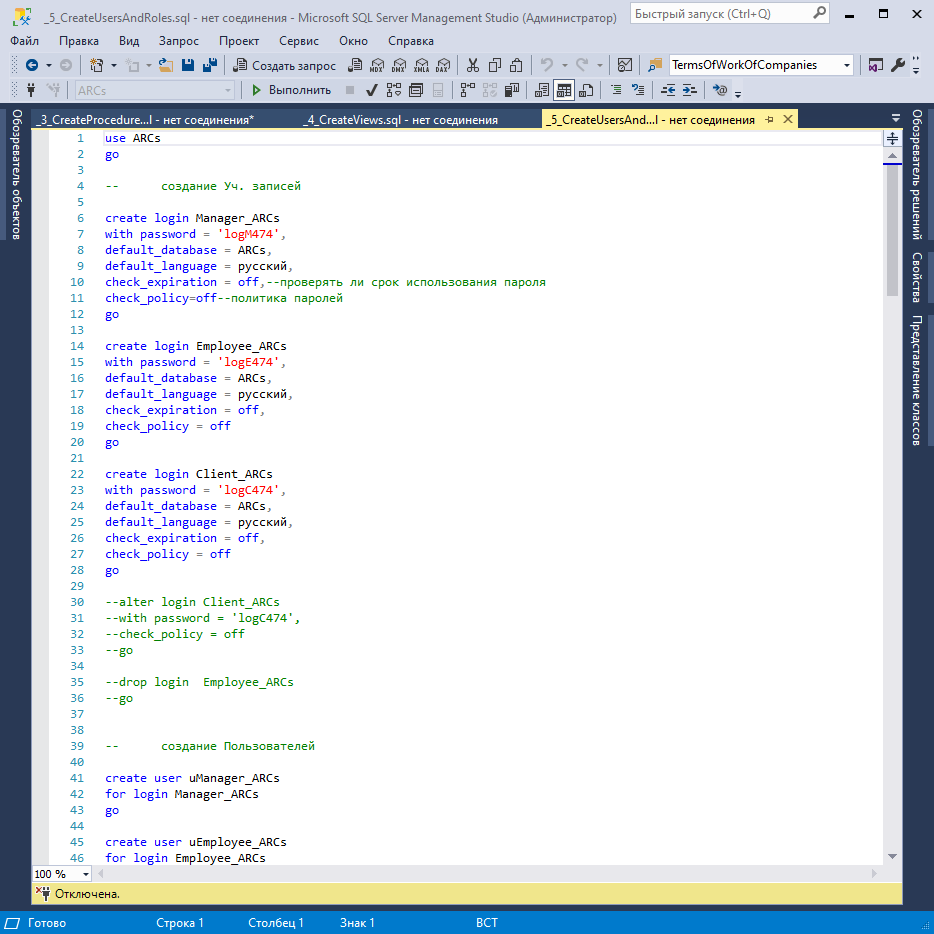 _5_CreateUsersAndRoles.sql - нет соединения - Microsoft SQL Server Management Studio (Администратор)
Быстрый запуск (Ctrl+Q)
Файл Правка Вид Запрос Проект Сервис Окно Справка
Создать запрос MDX DMX XMLA DAX TermsOfWorkOfCompanies
ARCs Выполнить
_3_CreateProcedure...l - нет соединения* _4_CreateViews.sql - нет соединения _5_CreateUsersAnd...l - нет соединения
Обозреватель объектов
1 use ARCs
2 go
3
4 -- создание Уч. записей
5
6 create login Manager_ARCs
7 with password = 'logM474',
8 default_database = ARCs,
9 default_language = русский,
10 check_expiration = off,--проверять ли срок использования пароля
11 check_policy=off--политика паролей
12 go
13
14 create login Employee_ARCs
15 with password = 'logE474',
16 default_database = ARCs,
17 default_language = русский,
18 check_expiration = off,
19 check_policy = off
20 go
21
22 create login Client_ARCs
23 with password = 'logC474',
24 default_database = ARCs,
25 default_language = русский,
26 check_expiration = off,
27 check_policy = off
28 go
29
30 --alter login Client_ARCs
31 --with password = 'logC474',
32 --check_policy = off
33 --go
34
35 --drop login  Employee_ARCs
36 --go
37
38
39 -- создание Пользователей
40
41 create user uManager_ARCs
42 for login Manager_ARCs
43 go
44
45 create user uEmployee_ARCs
46 for login Employee_ARCs
Обозреватель решений
Свойства
Представление классов
100 %
Отключена.
Готово Строка 1 Столбец 1 Знак 1 ВСТ